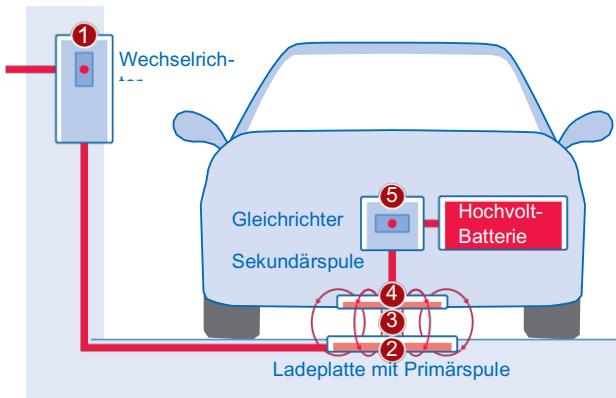 1
Wechselrich-
5
Gleichrichter
Hochvolt-
Batterie
Sekundärspule
4
3
2
Ladeplatte mit Primärspule